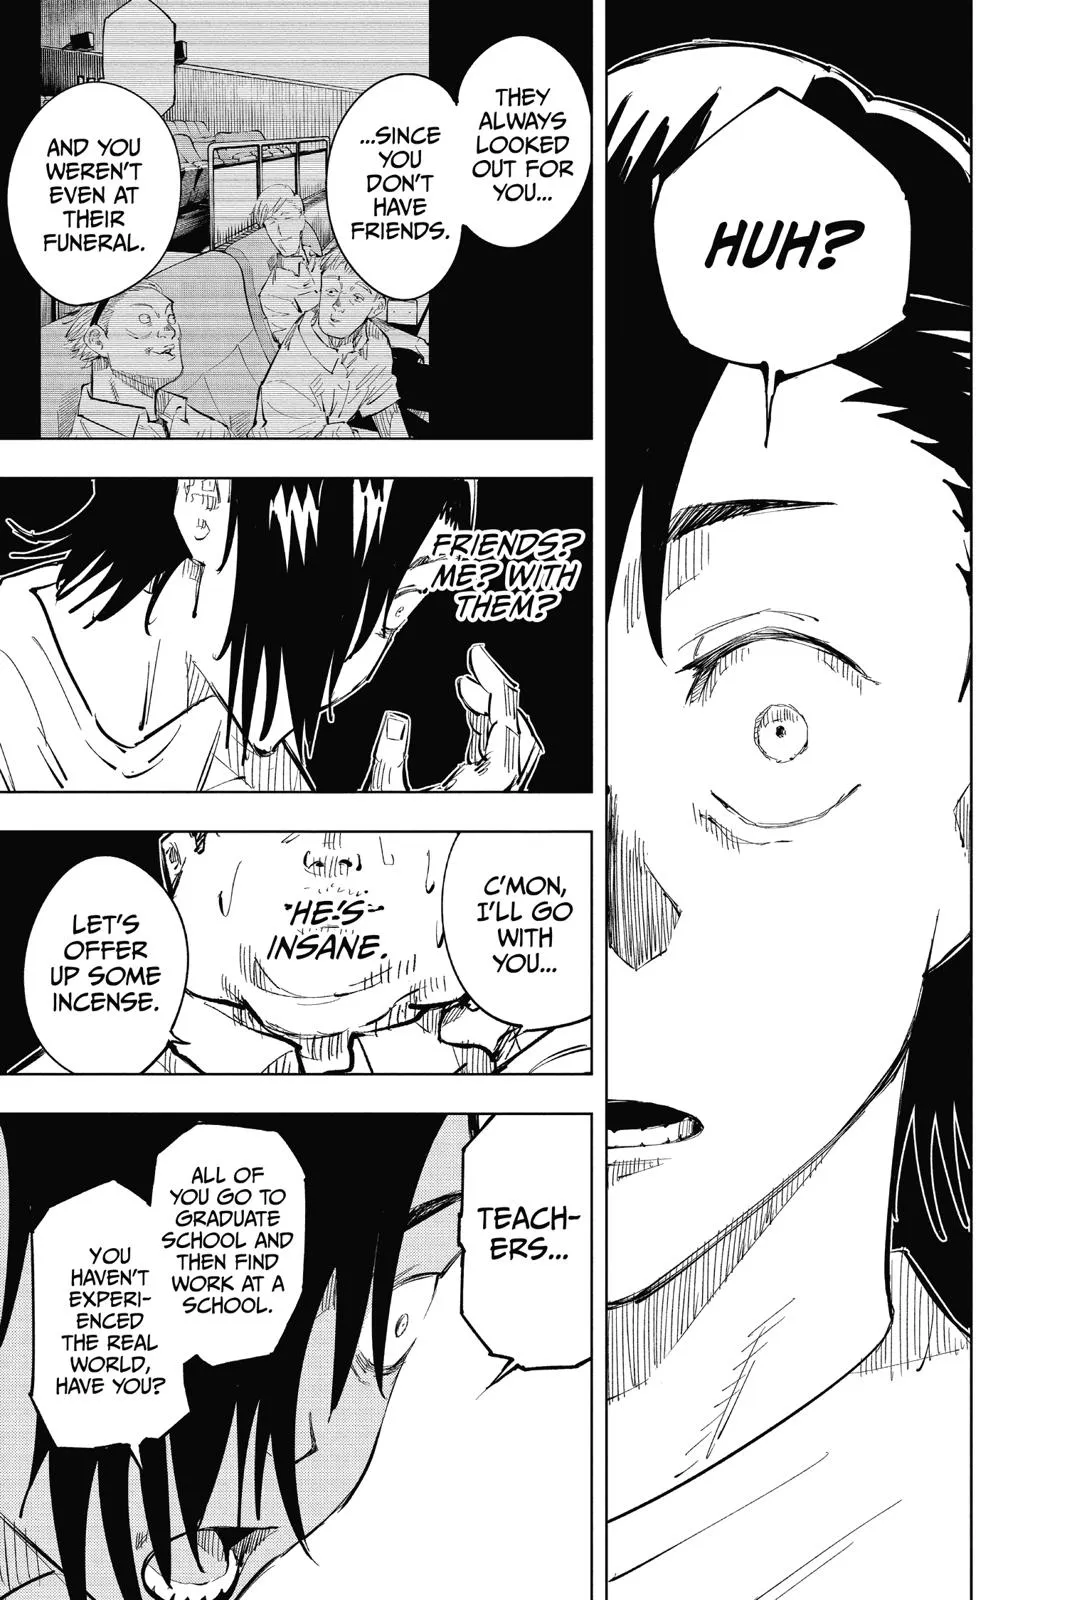 HUH?
THEY
ALWAYS
LOOKED
OUT FOR
YOU...
...SINCE
YOU
DON'T
HAVE
FRIENDS.
AND YOU
WEREN'T
EVEN AT
THEIR
FUNERAL.
FRIENDS?
ME? WITH
THEM?
C'MON,
I'LL GO
WITH
YOU...
HE'S
INSANE.
LET'S
OFFER
UP SOME
INCENSE.
TEACH-
ERS...
ALL OF
YOU GO TO
GRADUATE
SCHOOL AND
THEN FIND
WORK AT A
SCHOOL.
YOU
HAVEN'T
EXPERI-
ENCED
THE REAL
WORLD,
HAVE YOU?